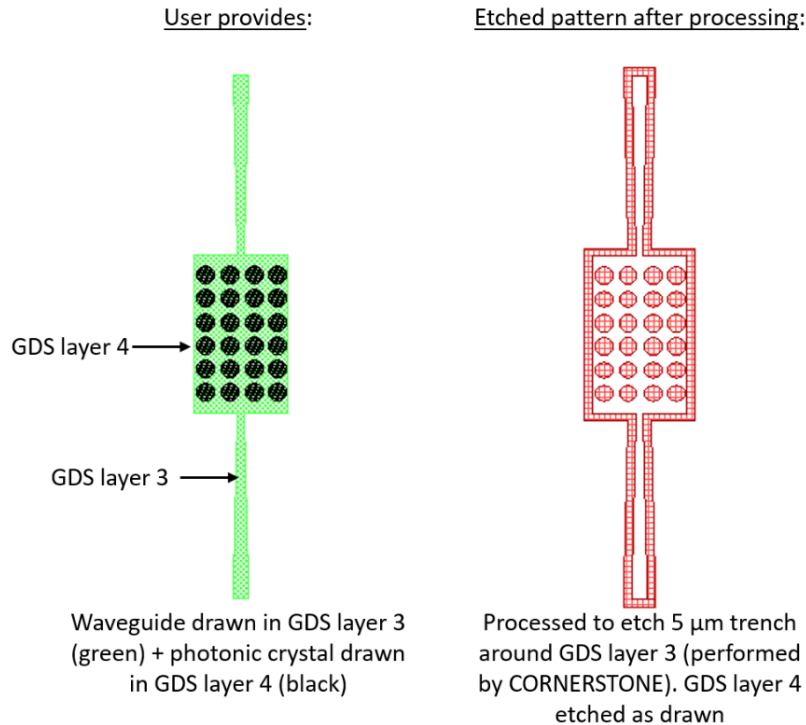 User provides:
Etched pattern after processing:
GDS layer 4
GDS layer 3
Waveguide drawn in GDS layer 3
(green) + photonic crystal drawn
in GDS layer 4 (black)
Processed to etch 5 μm trench
around GDS layer 3 (performed
by CORNERSTONE). GDS layer 4
etched as drawn